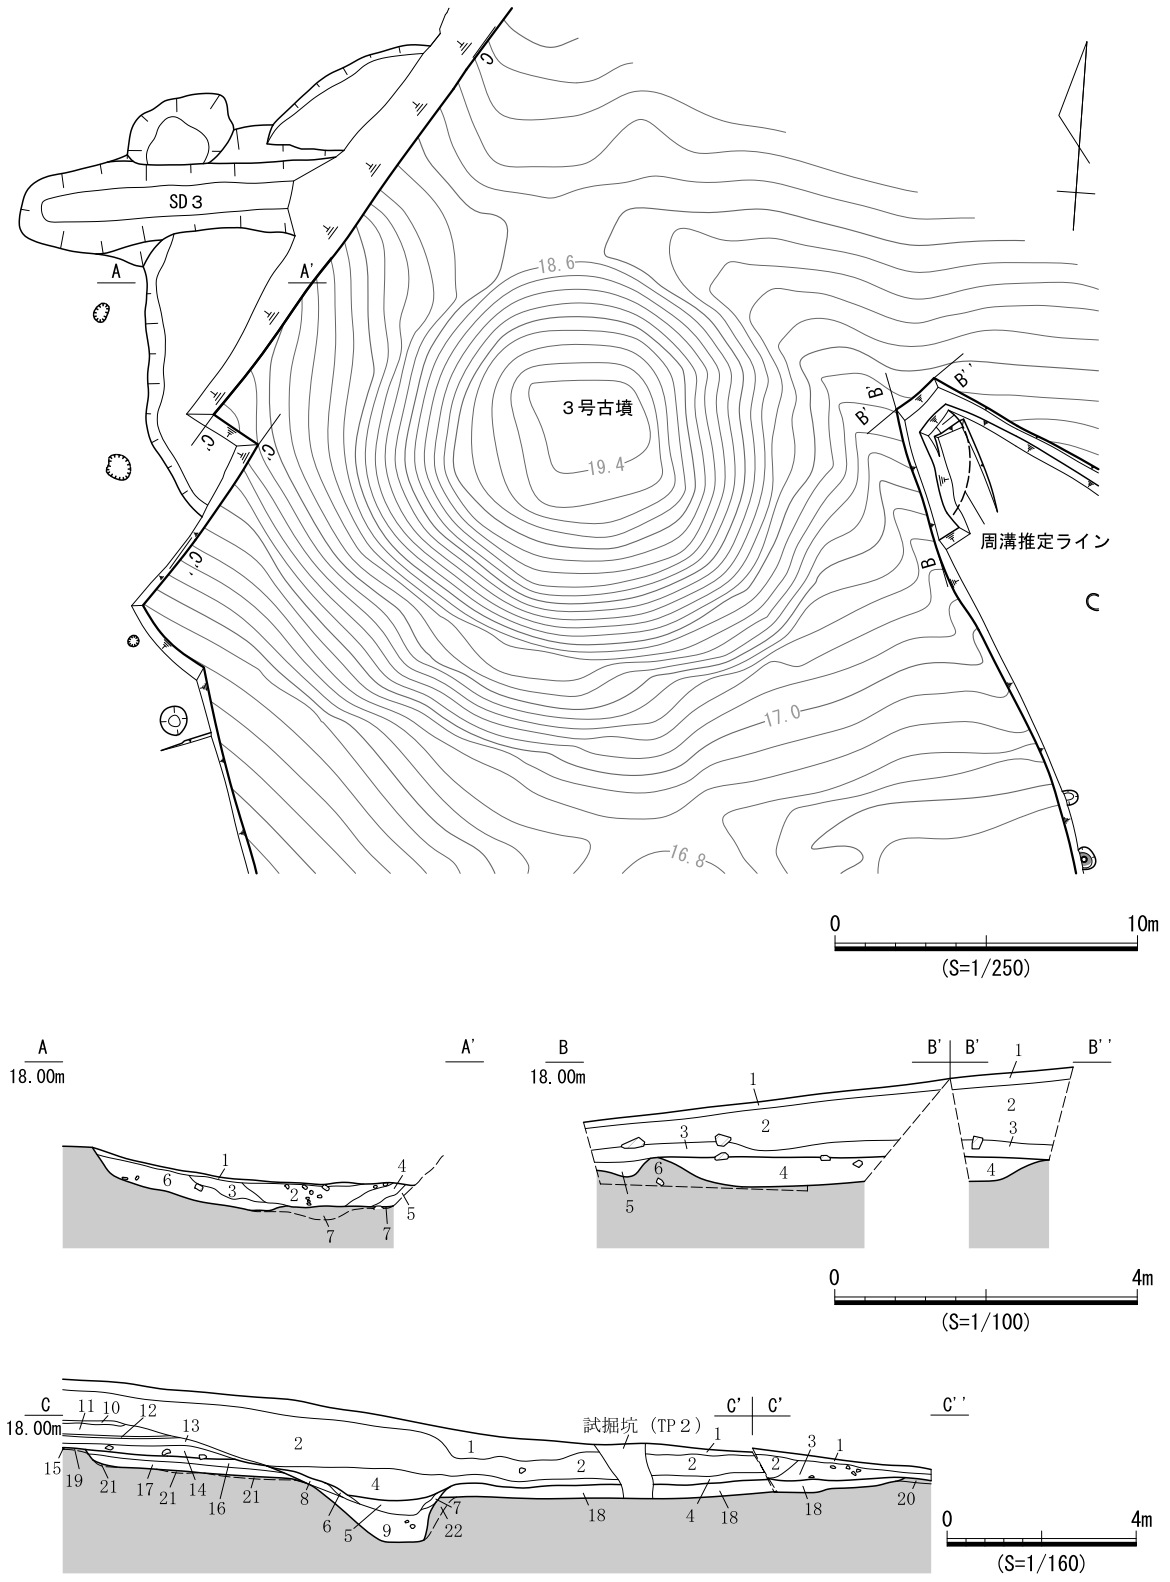 C
SD３
A
A'
18.6
３号古墳
19.4
B'
B'
B''
C'
C'
C''
周溝推定ライン
B
17.0
16.8
0 10m
(S=1/250)
A A'
18.00m
1
6 3 2 4
5
7 7
B B' B' B''
18.00m
1 1
2 2
3 3
6 4 4
5
0 4m
(S=1/100)
C C' C' C''
18.00m
11 10 12 13
試掘坑（TP２）
2 1 2 1 2 2 3 1
15 19 21 17 21 14 16 21 8 4 6 5 9 7 22 18 4 18 18 20
0 4m
(S=1/160)